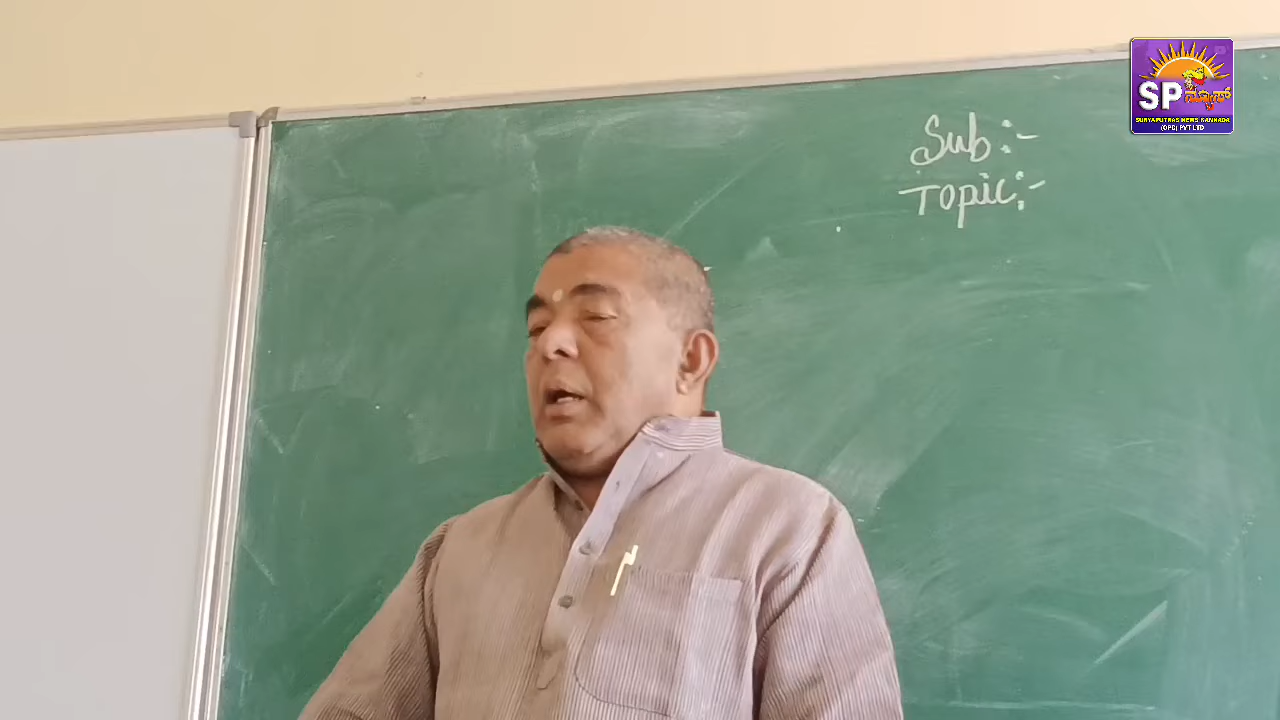 Sub:-
Topic:-
SP ನ್ಯೂಸ್
SURYAPUTRAS NEWS KANNADA
(OPC) PVT LTD